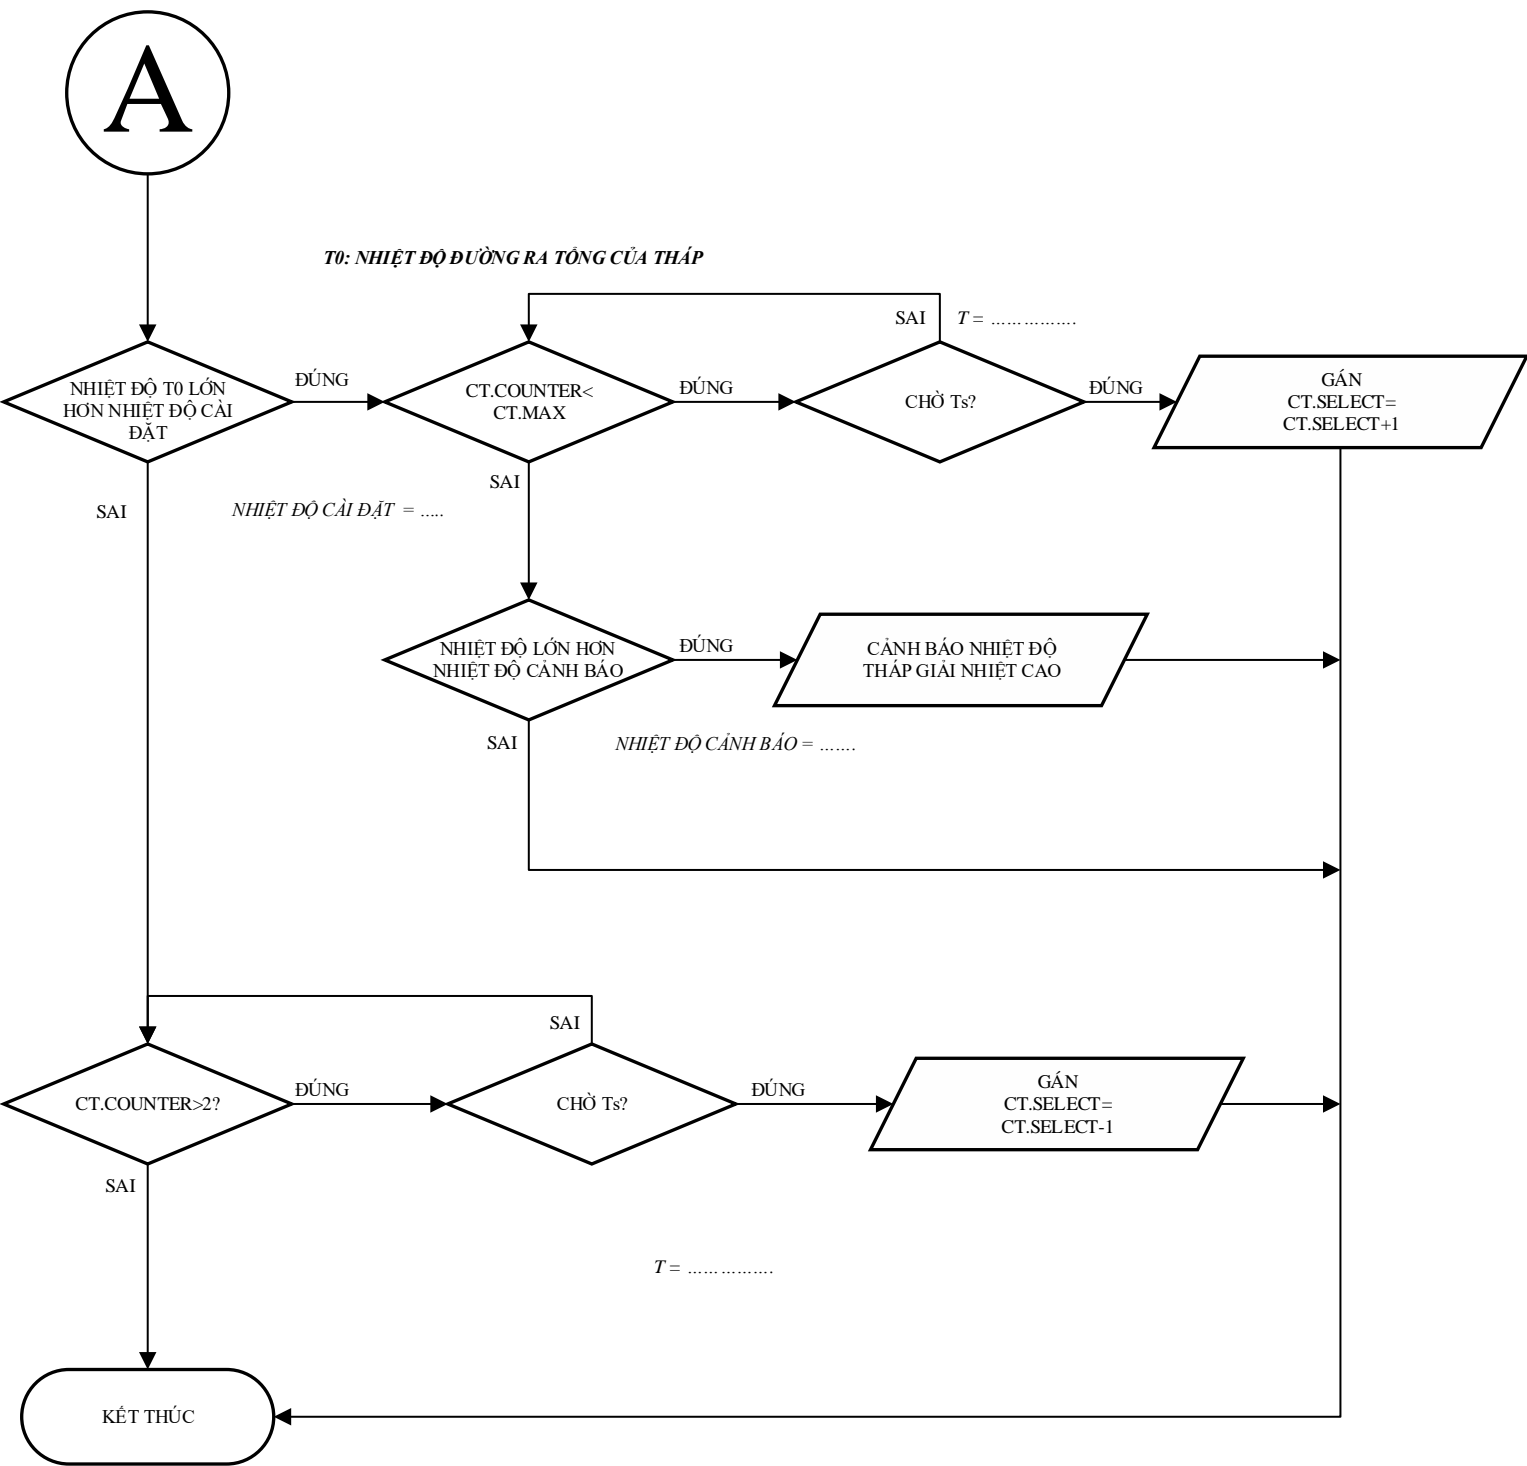 A
T0: NHIỆT ĐỘ ĐƯỜNG RA TỔNG CỦA THÁP
SAI
T = …………….
NHIỆT ĐỘ T0 LỚN
HƠN NHIỆT ĐỘ CÀI
ĐẶT
ĐÚNG
CT.COUNTER<
CT.MAX
ĐÚNG
CHỜ Ts?
ĐÚNG
GÁN
CT.SELECT=
CT.SELECT+1
SAI
SAI
NHIỆT ĐỘ CÀI ĐẶT = …..
NHIỆT ĐỘ LỚN HƠN
NHIỆT ĐÔ CẢNH BÁO
ĐÚNG
CẢNH BÁO NHIỆT ĐỘ
THÁP GIẢI NHIỆT CAO
SAI
NHIỆT ĐỘ CẢNH BÁO = …….
SAI
CT.COUNTER>2?
ĐÚNG
CHỜ Ts?
ĐÚNG
GÁN
CT.SELECT=
CT.SELECT-1
SAI
T = …………….
KẾT THÚC